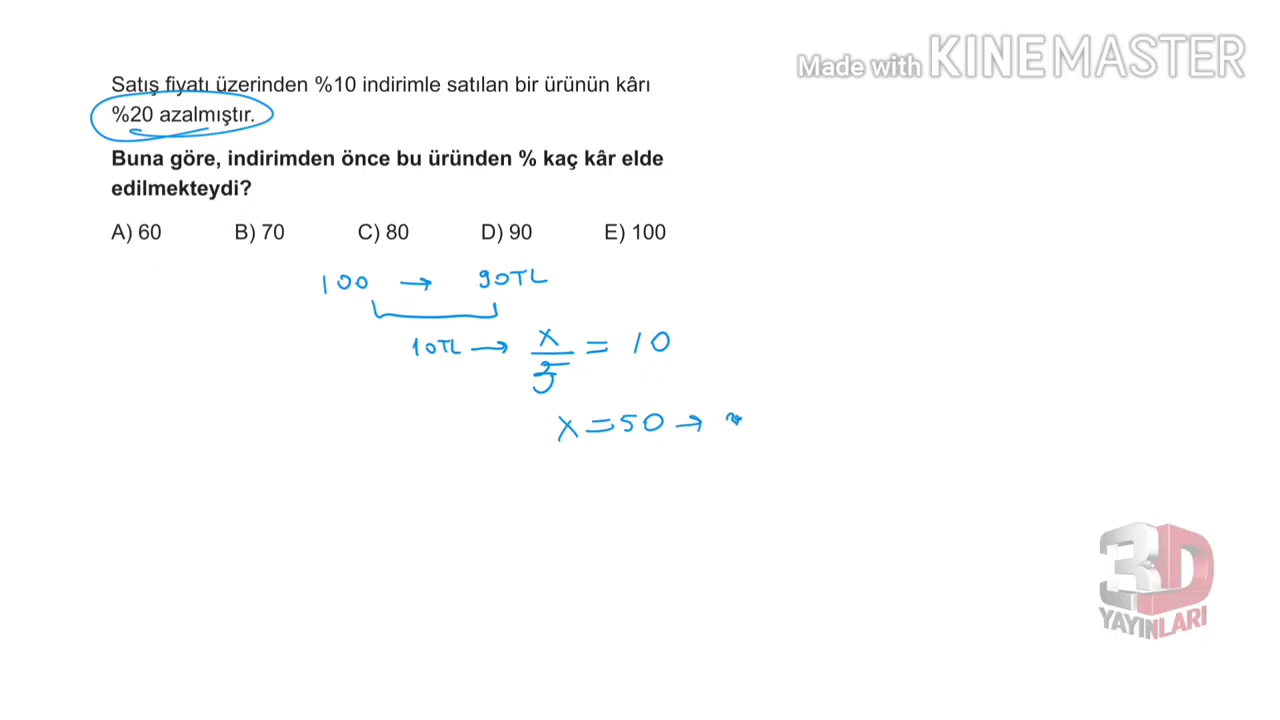 Made with KINEMASTER
Satış fiyatı üzerinden %10 indirimle satılan bir ürünün kârı
%20 azalmıştır.
Buna göre, indirimden önce bu üründen % kaç kâr elde
edilmekteydi?
A) 60 B) 70 C) 80 D) 90 E) 100
100 → 90TL
10TL → x/5 = 10
x = 50 →
3D
YAYINLARI